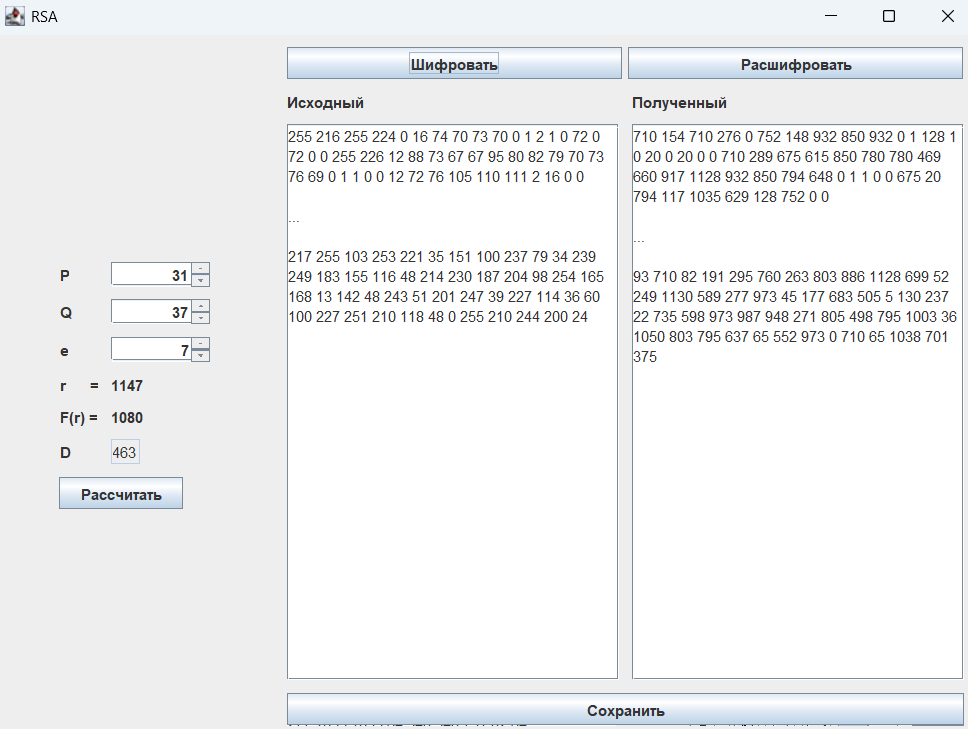 RSA
Шифровать
Расшифровать
Исходный
Полученный
255 216 255 224 0 16 74 70 73 70 0 1 2 1 0 72 0
72 0 0 255 226 12 88 73 67 67 95 80 82 79 70 73
76 69 0 1 1 0 0 12 72 76 105 110 111 2 16 0 0
...
217 255 103 253 221 35 151 100 237 79 34 239
249 183 155 116 48 214 230 187 204 98 254 165
168 13 142 48 243 51 201 247 39 227 114 36 60
100 227 251 210 118 48 0 255 210 244 200 24
710 154 710 276 0 752 148 932 850 932 0 1 128 1
0 20 0 20 0 0 710 289 675 615 850 780 780 469
660 917 1128 932 850 794 648 0 1 1 0 0 675 20
794 117 1035 629 128 752 0 0
...
93 710 82 191 295 760 263 803 886 1128 699 52
249 1130 589 277 973 45 177 683 505 5 130 237
22 735 598 973 987 948 271 805 498 795 1003 36
1050 803 795 637 65 552 973 0 710 65 1038 701
375
P 31
Q 37
e 7
r = 1147
F(r) = 1080
D 463
Рассчитать
Сохранить